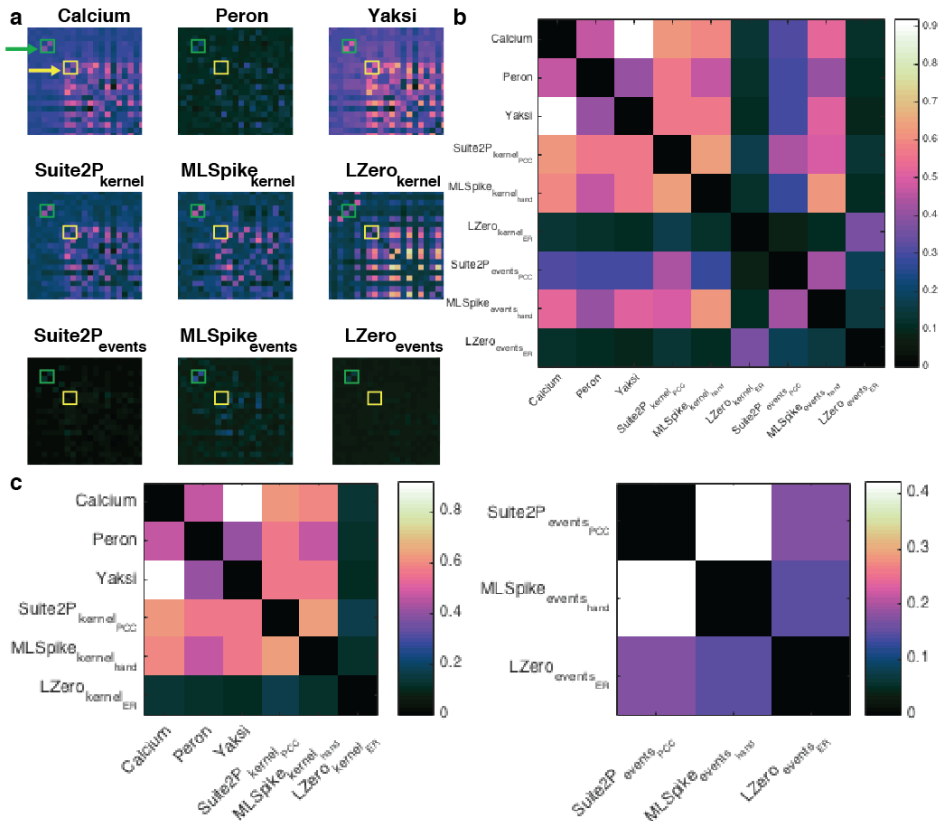 a
Calcium
Peron
Yaksi
Suite2P kernel
MLSpike kernel
LZero kernel
Suite2P events
MLSpike events
LZero events
b
Calcium
Peron
Yaksi
Suite2P kernel PCC
MLSpike kernel hand
LZero kernel ER
Suite2P events PCC
MLSpike events hand
LZero events ER
Calcium
Peron
Yaksi
Suite2P kernel PCC
MLSpike kernel hand
LZero kernel ER
Suite2P events PCC
MLSpike events hand
LZero events ER
0.9
0.8
0.7
0.6
0.5
0.4
0.3
0.2
0.1
0
c
Calcium
Peron
Yaksi
Suite2P kernel PCC
MLSpike kernel hand
LZero kernel ER
Calcium
Peron
Yaksi
Suite2P kernel PCC
MLSpike kernel hand
LZero kernel ER
0.8
0.6
0.4
0.2
0
Suite2P events PCC
MLSpike events hand
LZero events ER
Suite2P events PCC
MLSpike events hand
LZero events ER
0.4
0.3
0.2
0.1
0